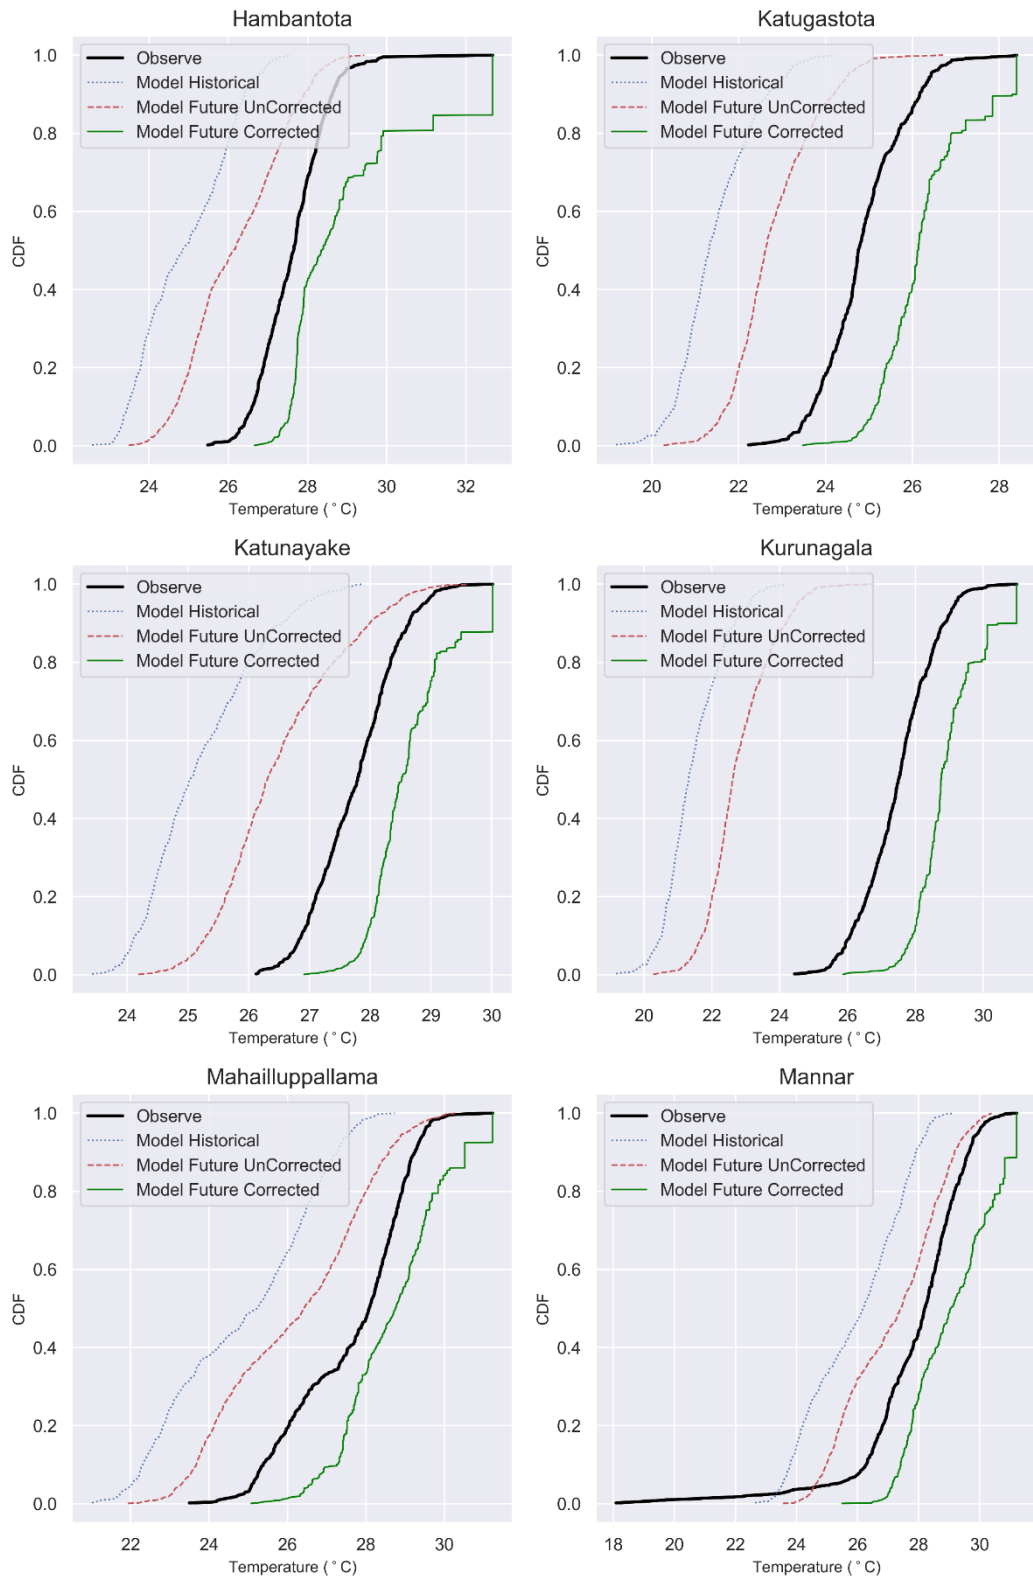 Hambantota
1.0
0.8
0.6
0.4
0.2
0.0
CDF
Observe
Model Historical
Model Future UnCorrected
Model Future Corrected
24 26 28 30 32
Temperature (°C)
Katugastota
1.0
0.8
0.6
0.4
0.2
0.0
CDF
Observe
Model Historical
Model Future UnCorrected
Model Future Corrected
20 22 24 26 28
Temperature (°C)
Katunayake
1.0
0.8
0.6
0.4
0.2
0.0
CDF
Observe
Model Historical
Model Future UnCorrected
Model Future Corrected
24 25 26 27 28 29 30
Temperature (°C)
Kurunagala
1.0
0.8
0.6
0.4
0.2
0.0
CDF
Observe
Model Historical
Model Future UnCorrected
Model Future Corrected
20 22 24 26 28 30
Temperature (°C)
Mahailluppallama
1.0
0.8
0.6
0.4
0.2
0.0
CDF
Observe
Model Historical
Model Future UnCorrected
Model Future Corrected
22 24 26 28 30
Temperature (°C)
Mannar
1.0
0.8
0.6
0.4
0.2
0.0
CDF
Observe
Model Historical
Model Future UnCorrected
Model Future Corrected
18 20 22 24 26 28 30
Temperature (°C)